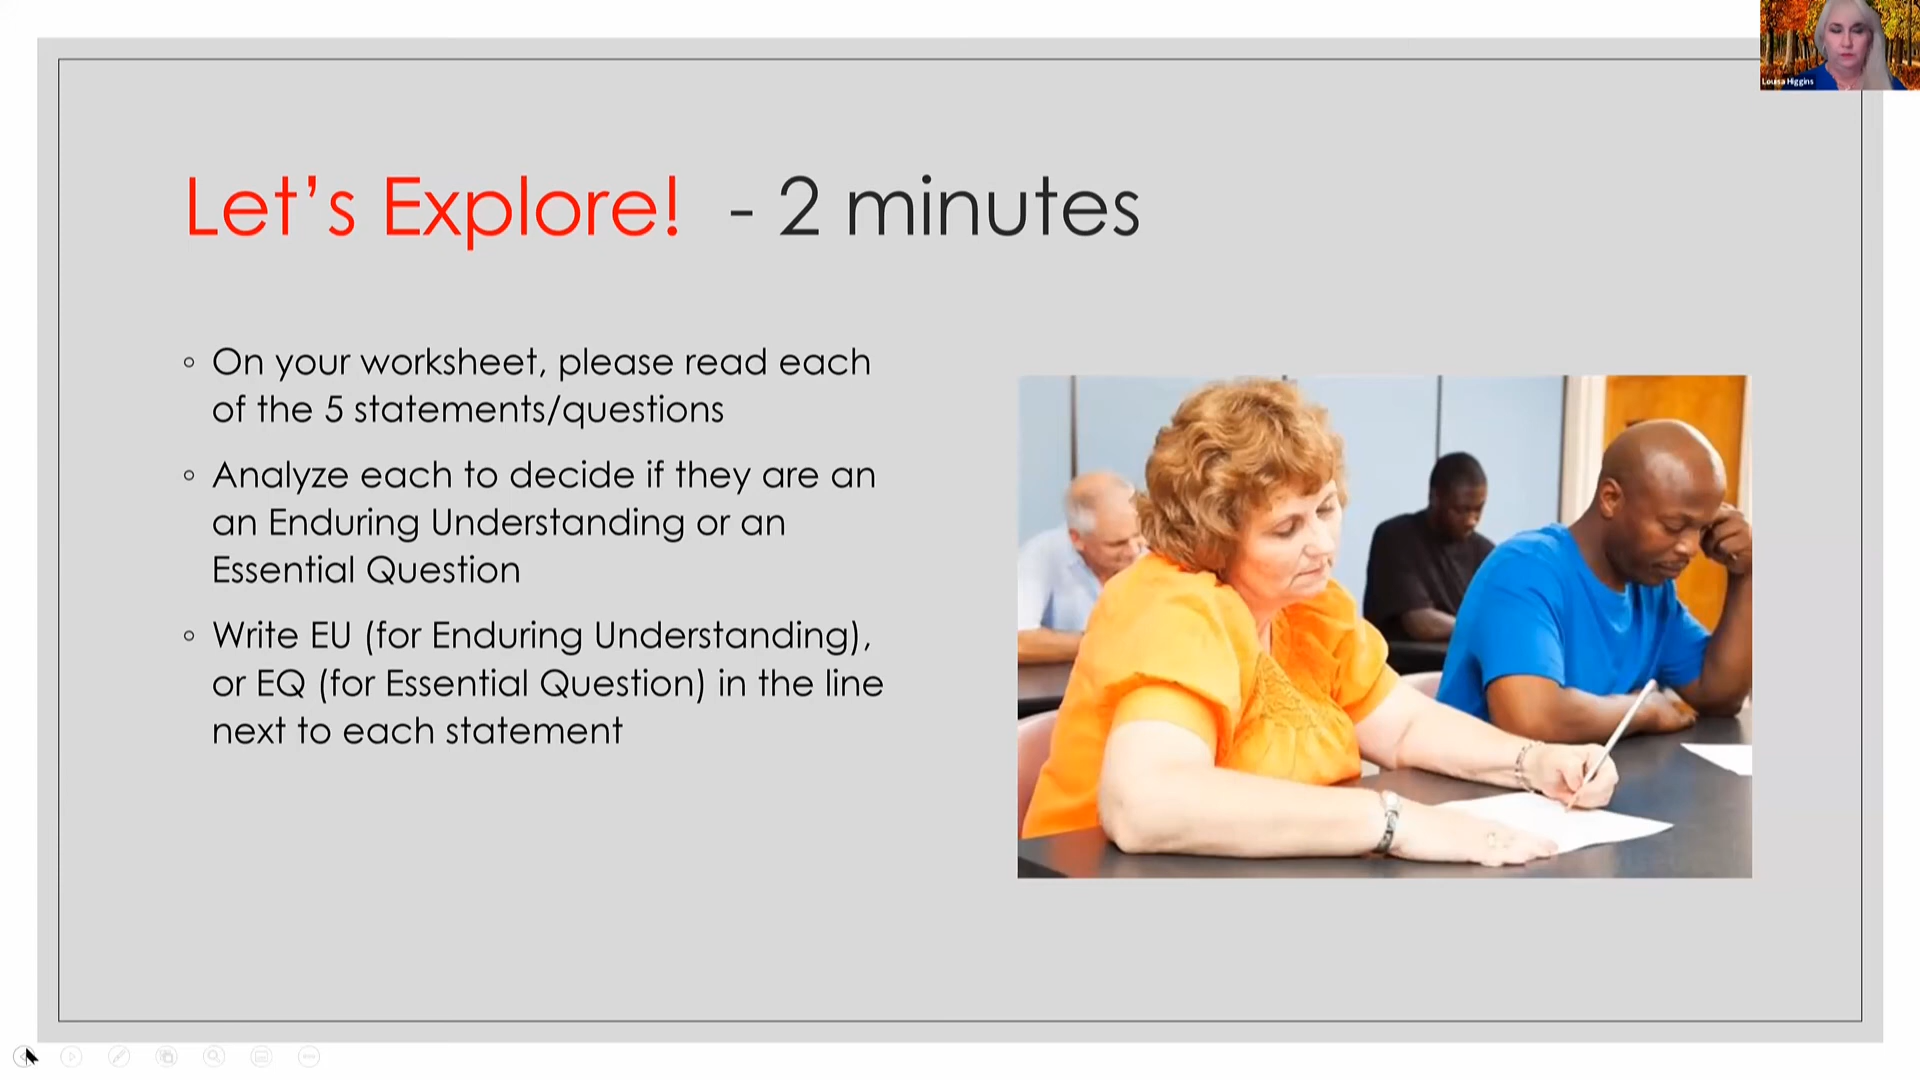 Louisa Higgins
Let’s Explore!  - 2 minutes
On your worksheet, please read each
of the 5 statements/questions
Analyze each to decide if they are an
an Enduring Understanding or an
Essential Question
Write EU (for Enduring Understanding),
or EQ (for Essential Question) in the line
next to each statement